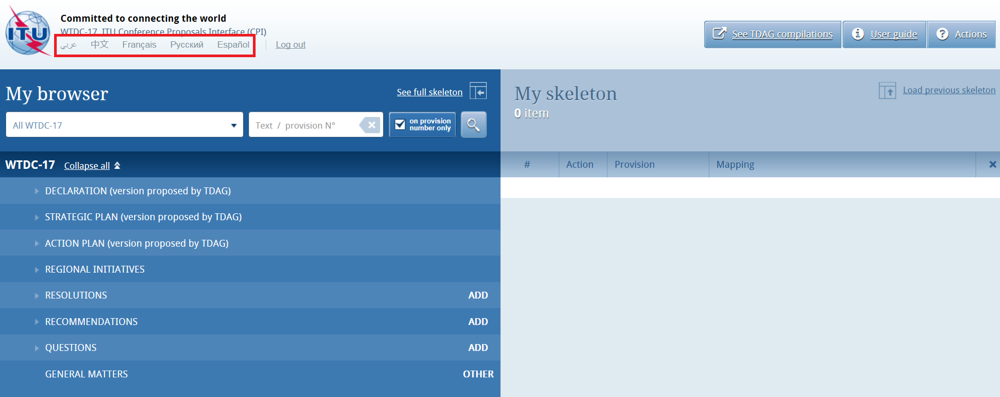 ITU
Committed to connecting the world
WTDC-17, ITU Conference Proposals Interface (CPI)
عربي 中文 Français Русский Español Log out
See TDAG compilations User guide Actions
My browser
See full skeleton
All WTDC-17
Text / provision N°
on provision
number only
WTDC-17 Collapse all
DECLARATION (version proposed by TDAG)
STRATEGIC PLAN (version proposed by TDAG)
ACTION PLAN (version proposed by TDAG)
REGIONAL INITIATIVES
RESOLUTIONS ADD
RECOMMENDATIONS ADD
QUESTIONS ADD
GENERAL MATTERS OTHER
My skeleton
Load previous skeleton
0 item
# Action Provision Mapping